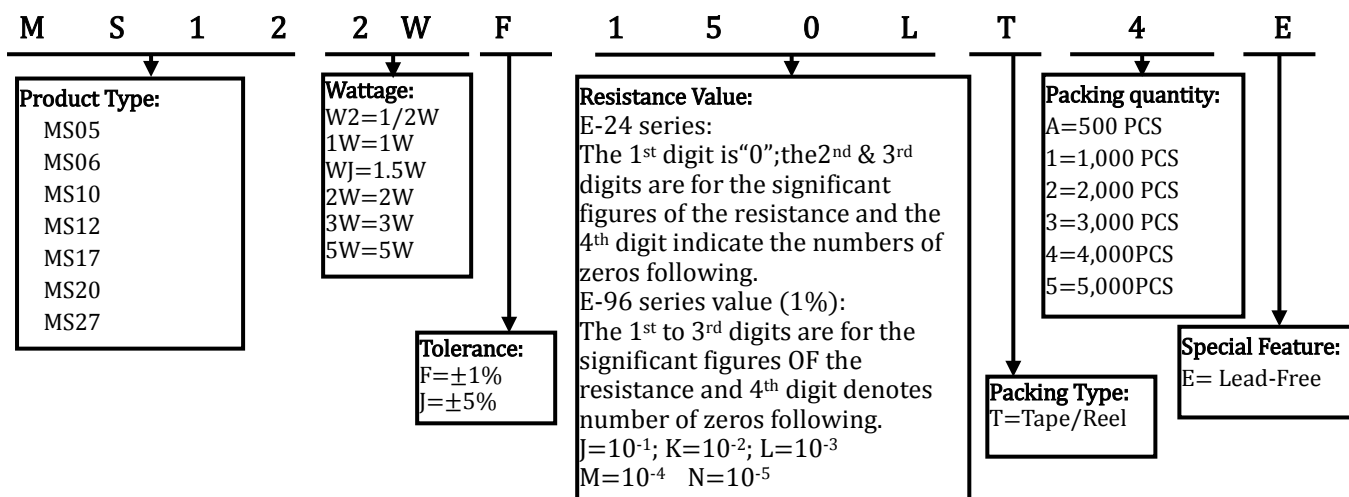 M S 1 2 2 W F 1 5 0 L T 4 E
Product Type:
MS05
MS06
MS10
MS12
MS17
MS20
MS27
Wattage:
W2=1/2W
1W=1W
WJ=1.5W
2W=2W
3W=3W
5W=5W
Tolerance:
F=±1%
J=±5%
Resistance Value:
E-24 series:
The 1st digit is“0”;the2nd & 3rd
digits are for the significant
figures of the resistance and the
4th digit indicate the numbers of
zeros following.
E-96 series value (1%):
The 1st to 3rd digits are for the
significant figures OF the
resistance and 4th digit denotes
number of zeros following.
J=10-1; K=10-2; L=10-3
M=10-4 N=10-5
Packing Type:
T=Tape/Reel
Packing quantity:
A=500 PCS
1=1,000 PCS
2=2,000 PCS
3=3,000 PCS
4=4,000PCS
5=5,000PCS
Special Feature:
E= Lead-Free